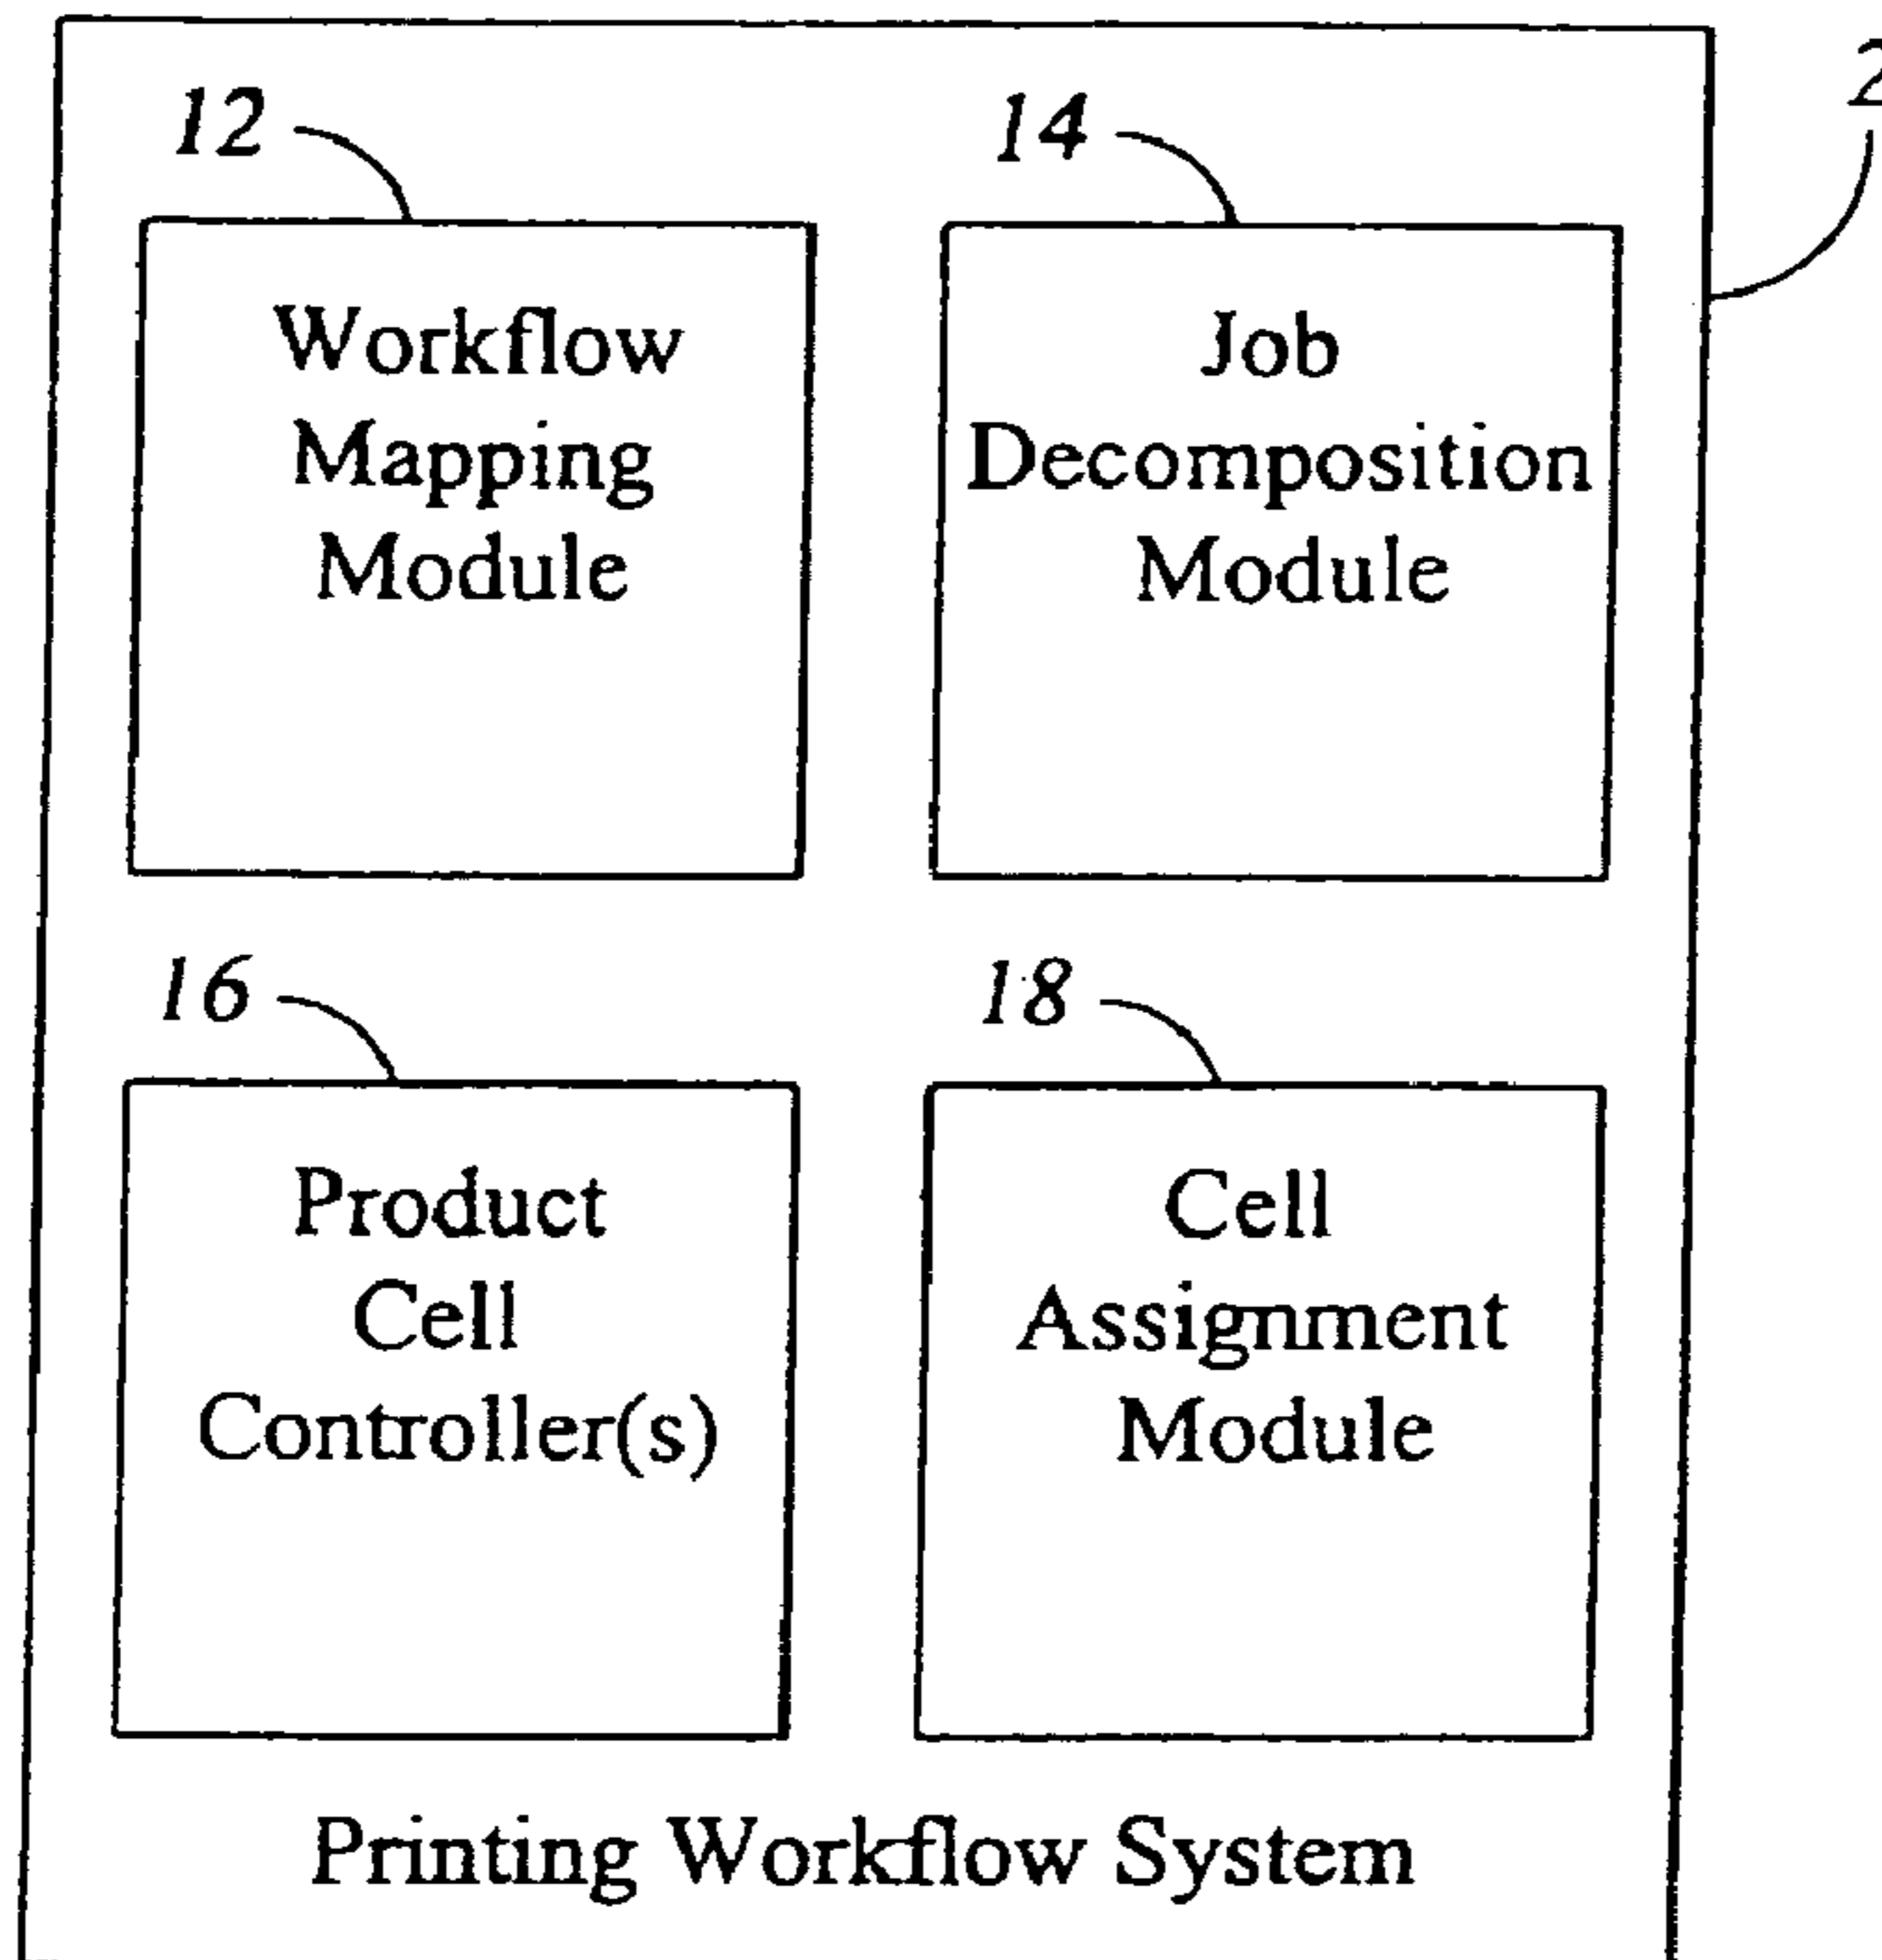 12
Workflow
Mapping
Module
14
Job
Decomposition
Module
2
16
Product
Cell
Controller(s)
18
Cell
Assignment
Module
Printing Workflow System